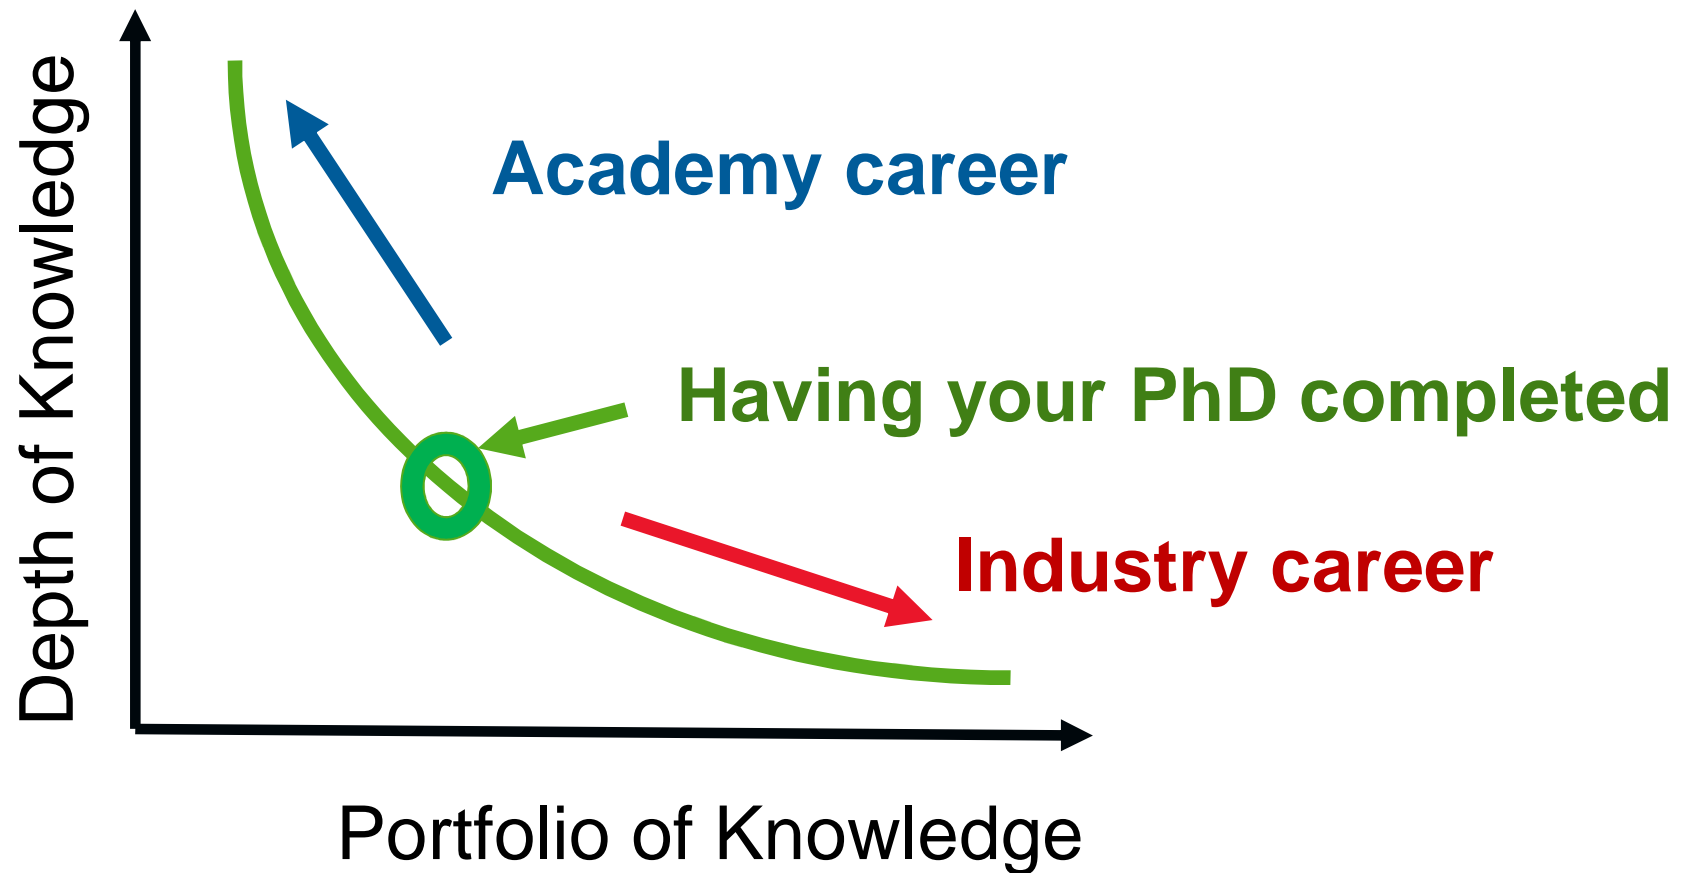 Depth of Knowledge
Academy career
Having your PhD completed
Industry career
Portfolio of Knowledge